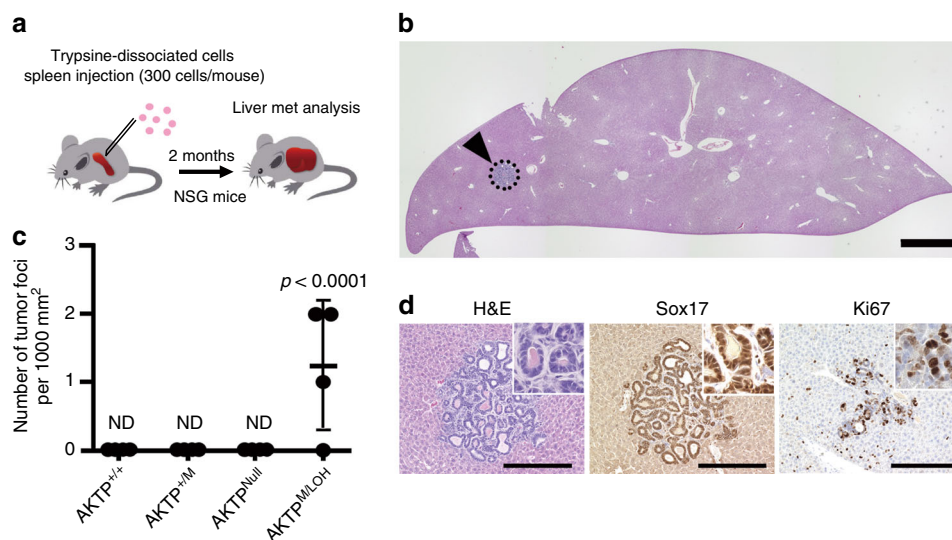 a
Trypsine-dissociated cells
spleen injection (300 cells/mouse)
Liver met analysis
2 months
NSG mice
b
c
Number of tumor foci
per 1000 mm²
3
2
1
0
ND
ND
ND
p < 0.0001
AKTP+/+
AKTP+/M
AKTPNull
AKTPM/LOH
d
H&E
Sox17
Ki67